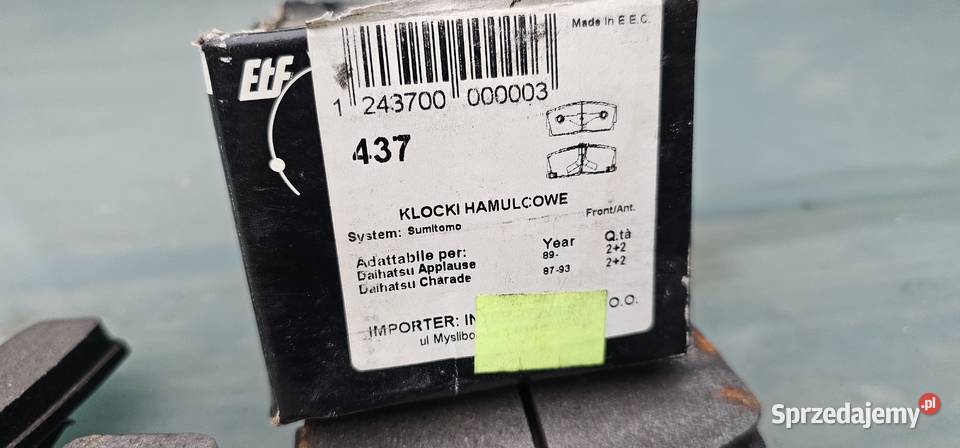 Made in E.E.C.
EtF
1 243700 000003
437
KLOCKI HAMULCOWE
System: Sumitomo
Front/Ant.
Adattabile per: Year Q.tà
Daihatsu Applause 89- 2+2
Daihatsu Charade 87-93 2+2
IMPORTER: IN O.O.
ul Myslibo
Sprzedajemy.pl